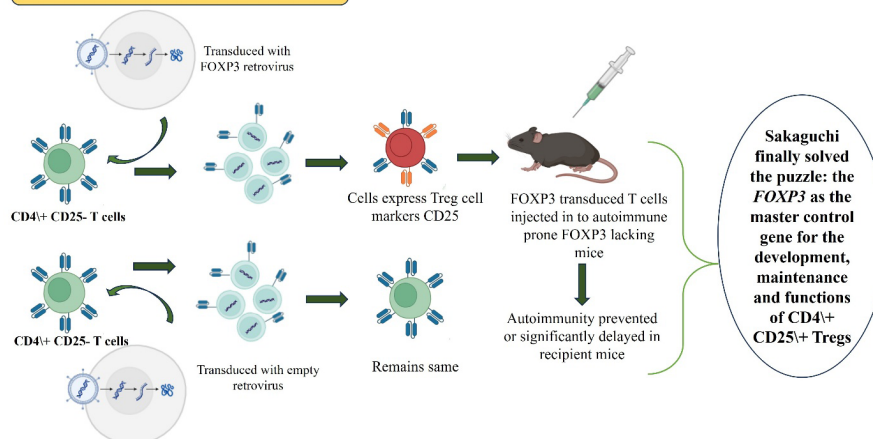 Transduced with
FOXP3 retrovirus
CD4\+ CD25- T cells
Cells express Treg cell
markers CD25
FOXP3 transduced T cells
injected in to autoimmune
prone FOXP3 lacking
mice
Autoimmunity prevented
or significantly delayed in
recipient mice
CD4\+ CD25- T cells
Transduced with empty
retrovirus
Remains same
Sakaguchi
finally solved
the puzzle: the
FOXP3 as the
master control
gene for the
development,
maintenance
and functions
of CD4\+
CD25\+ Tregs